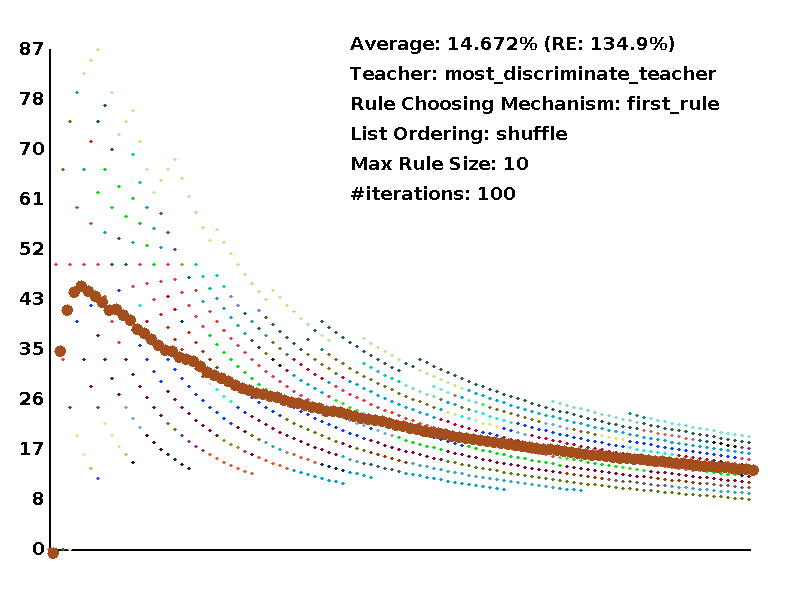 Average: 14.672% (RE: 134.9%)
Teacher: most_discriminate_teacher
Rule Choosing Mechanism: first_rule
List Ordering: shuffle
Max Rule Size: 10
#iterations: 100
87
78
70
61
52
43
35
26
17
8
0